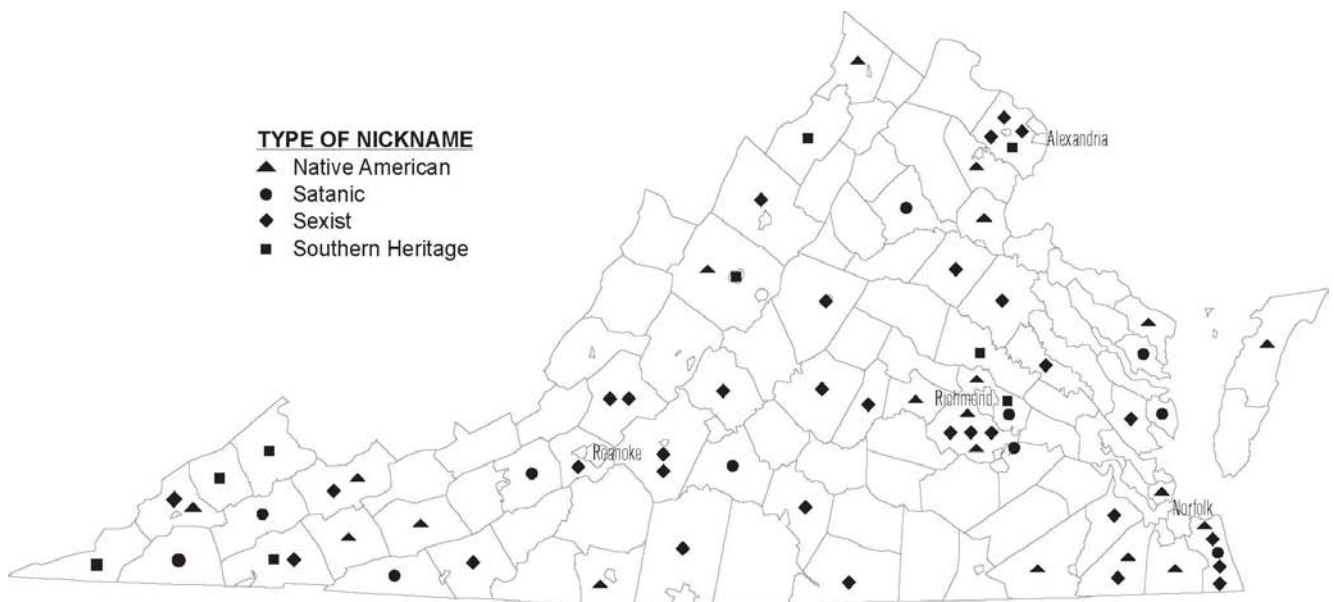 TYPE OF NICKNAME
Native American
Satanic
Sexist
Southern Heritage
Alexandria
Richmond
Roanoke
Norfolk